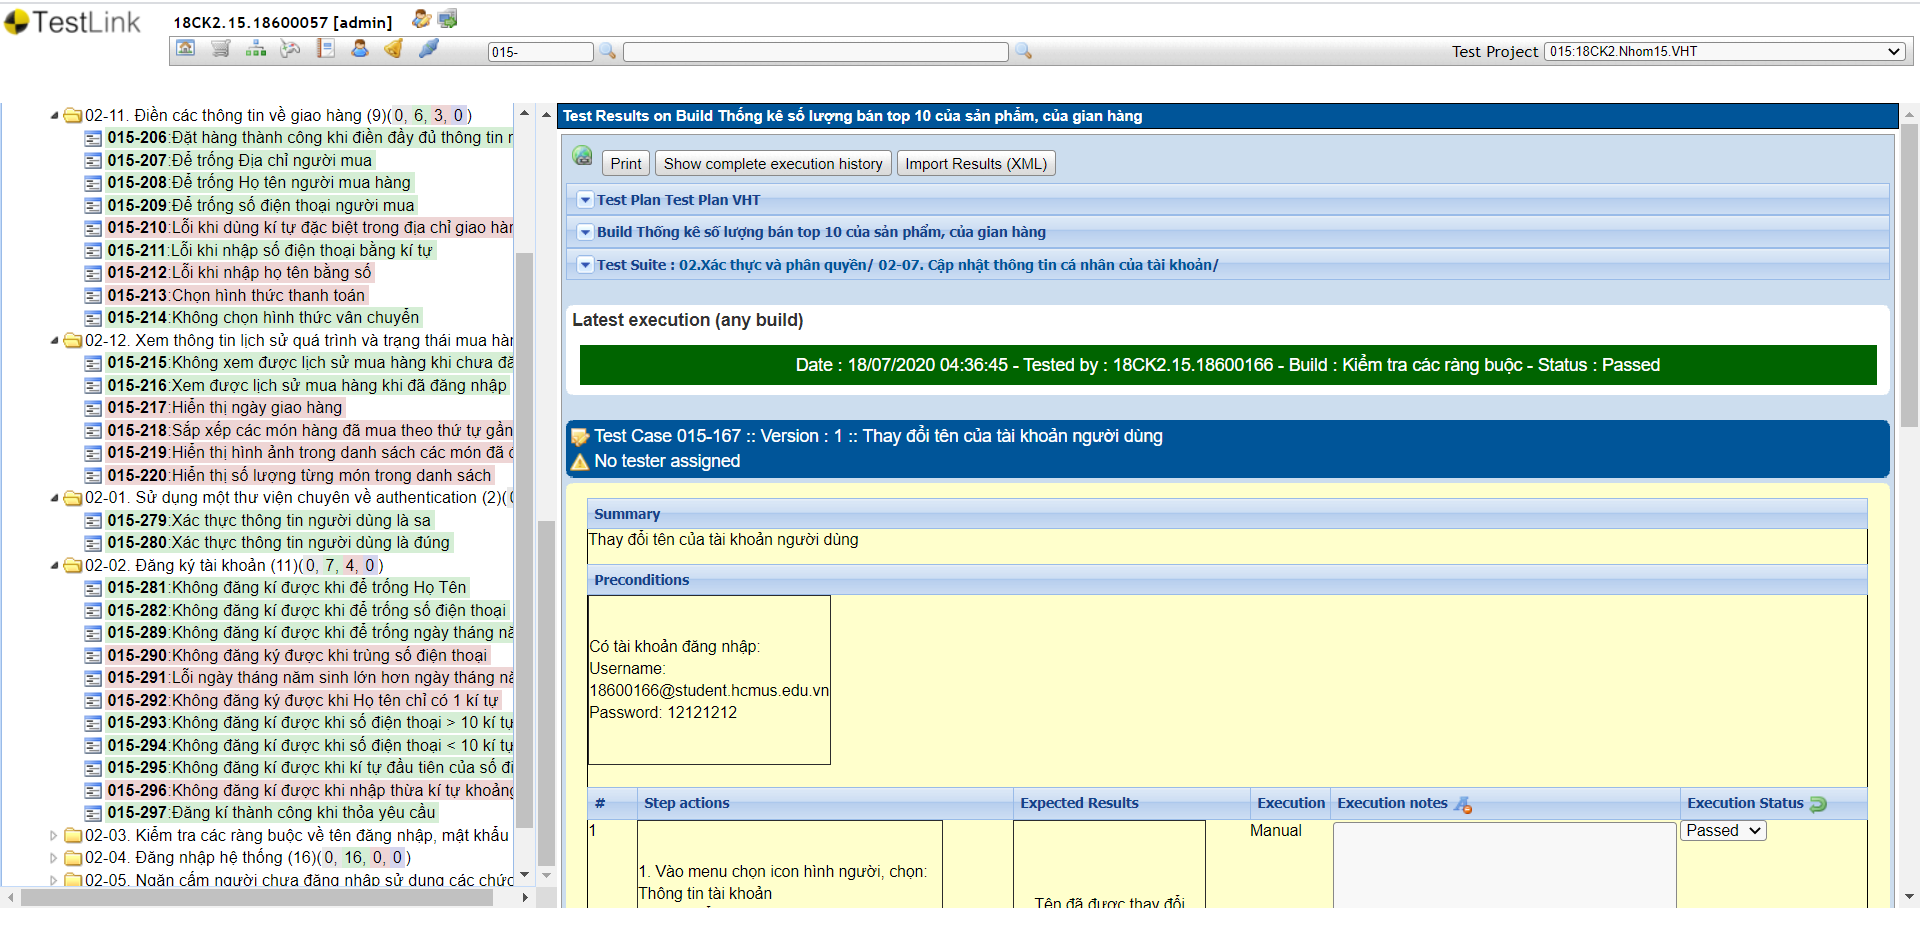 TestLink
18CK2.15.18600057 [admin]
015-
Test Project 015:18CK2.Nhom15.VHT
02-11. Điền các thông tin về giao hàng (9)(0, 6, 3, 0)
015-206:Đặt hàng thành công khi điền đầy đủ thông tin
015-207:Để trống Địa chỉ người mua
015-208:Để trống Họ tên người mua hàng
015-209:Để trống số điện thoại người mua
015-210:Lỗi khi dùng kí tự đặc biệt trong địa chỉ giao hàn
015-211:Lỗi khi nhập số điện thoại bằng kí tự
015-212:Lỗi khi nhập họ tên bằng số
015-213:Chọn hình thức thanh toán
015-214:Không chọn hình thức vân chuyển
02-12. Xem thông tin lịch sử quá trình và trạng thái mua hàn
015-215:Không xem được lịch sử mua hàng khi chưa đă
015-216:Xem được lịch sử mua hàng khi đã đăng nhập
015-217:Hiển thị ngày giao hàng
015-218:Sắp xếp các món hàng đã mua theo thứ tự gần
015-219:Hiển thị hình ảnh trong danh sách các món đã
015-220:Hiển thị số lượng từng món trong danh sách
02-01. Sử dụng một thư viện chuyên về authentication (2)(
015-279:Xác thực thông tin người dùng là sa
015-280:Xác thực thông tin người dùng là đúng
02-02. Đăng ký tài khoản (11)(0, 7, 4, 0)
015-281:Không đăng kí được khi để trống Họ Tên
015-282:Không đăng kí được khi để trống số điện thoại
015-289:Không đăng kí được khi để trống ngày tháng nă
015-290:Không đăng ký được khi trùng số điện thoại
015-291:Lỗi ngày tháng năm sinh lớn hơn ngày tháng nă
015-292:Không đăng ký được khi Họ tên chỉ có 1 kí tự
015-293:Không đăng kí được khi số điện thoại > 10 kí tự
015-294:Không đăng kí được khi số điện thoại < 10 kí tự
015-295:Không đăng kí được khi kí tự đầu tiên của số đi
015-296:Không đăng kí được khi nhập thừa kí tự khoảng
015-297:Đăng kí thành công khi thỏa yêu cầu
02-03. Kiểm tra các ràng buộc về tên đăng nhập, mật khẩu
02-04. Đăng nhập hệ thống (16)(0, 16, 0, 0)
02-05. Ngăn cấm người chưa đăng nhập sử dụng các chức
Test Results on Build Thống kê số lượng bán top 10 của sản phẩm, của gian hàng
Print Show complete execution history Import Results (XML)
Test Plan Test Plan VHT
Build Thống kê số lượng bán top 10 của sản phẩm, của gian hàng
Test Suite : 02.Xác thực và phân quyền/ 02-07. Cập nhật thông tin cá nhân của tài khoản/
Latest execution (any build)
Date : 18/07/2020 04:36:45 - Tested by : 18CK2.15.18600166 - Build : Kiểm tra các ràng buộc - Status : Passed
Test Case 015-167 :: Version : 1 :: Thay đổi tên của tài khoản người dùng
No tester assigned
Summary
Thay đổi tên của tài khoản người dùng
Preconditions
Có tài khoản đăng nhập:
Username:
18600166@student.hcmus.edu.vn
Password: 12121212
# Step actions Expected Results Execution Execution notes Execution Status
1 Manual Passed
1. Vào menu chọn icon hình người, chọn:
Thông tin tài khoản
Tên đã được thay đổi